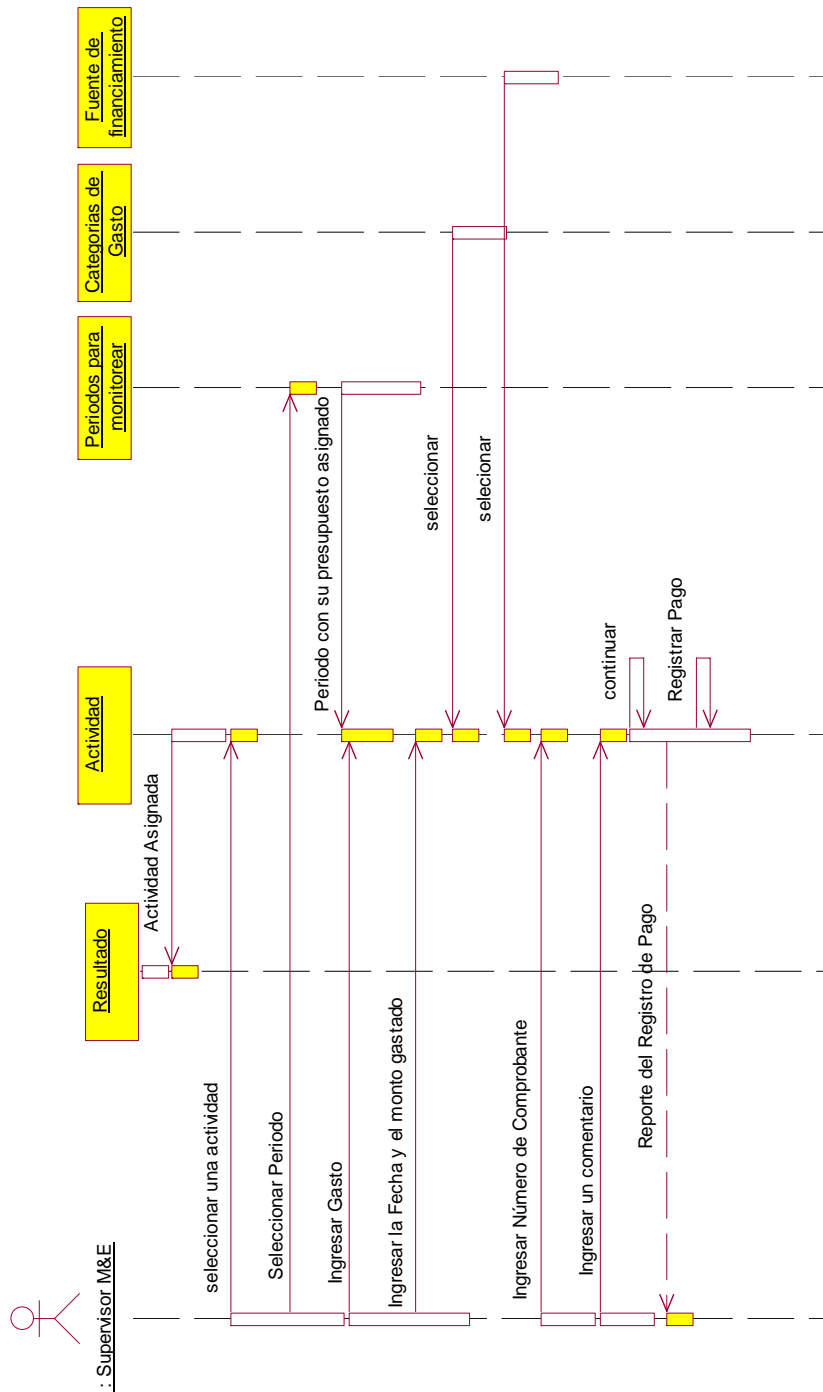 : Supervisor M&E
Resultado
Actividad
Periodos para
monitorear
Categorias de
Gasto
Fuente de
financiamiento
Actividad Asignada
seleccionar una actividad
Seleccionar Periodo
Periodo con su presupuesto asignado
Ingresar Gasto
Ingresar la Fecha y el monto gastado
seleccionar
selecionar
Ingresar Número de Comprobante
Ingresar un comentario
continuar
Reporte del Registro de Pago
Registrar Pago